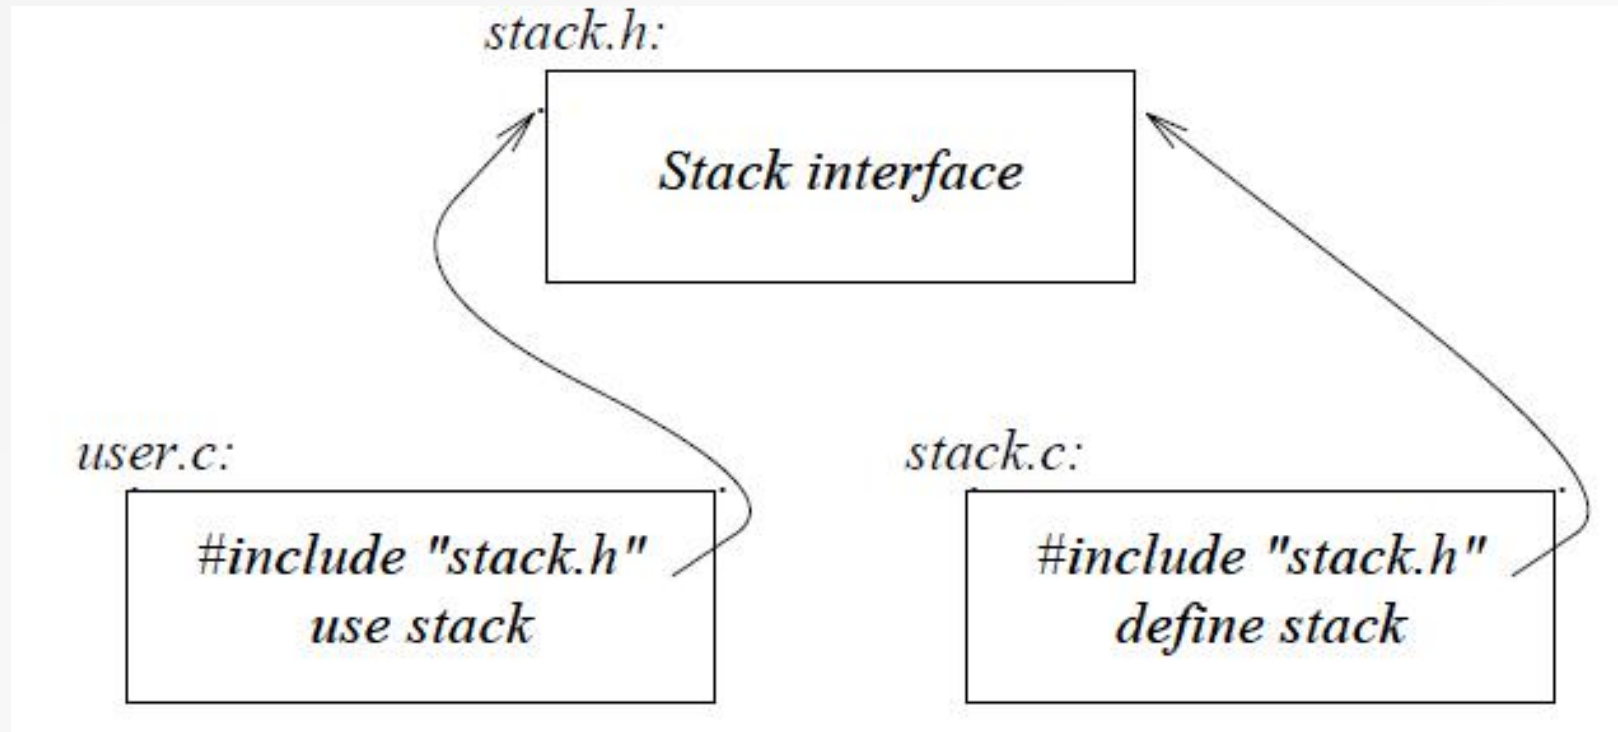 stack.h:
Stack interface
user.c:
#include "stack.h"
use stack
stack.c:
#include "stack.h"
define stack